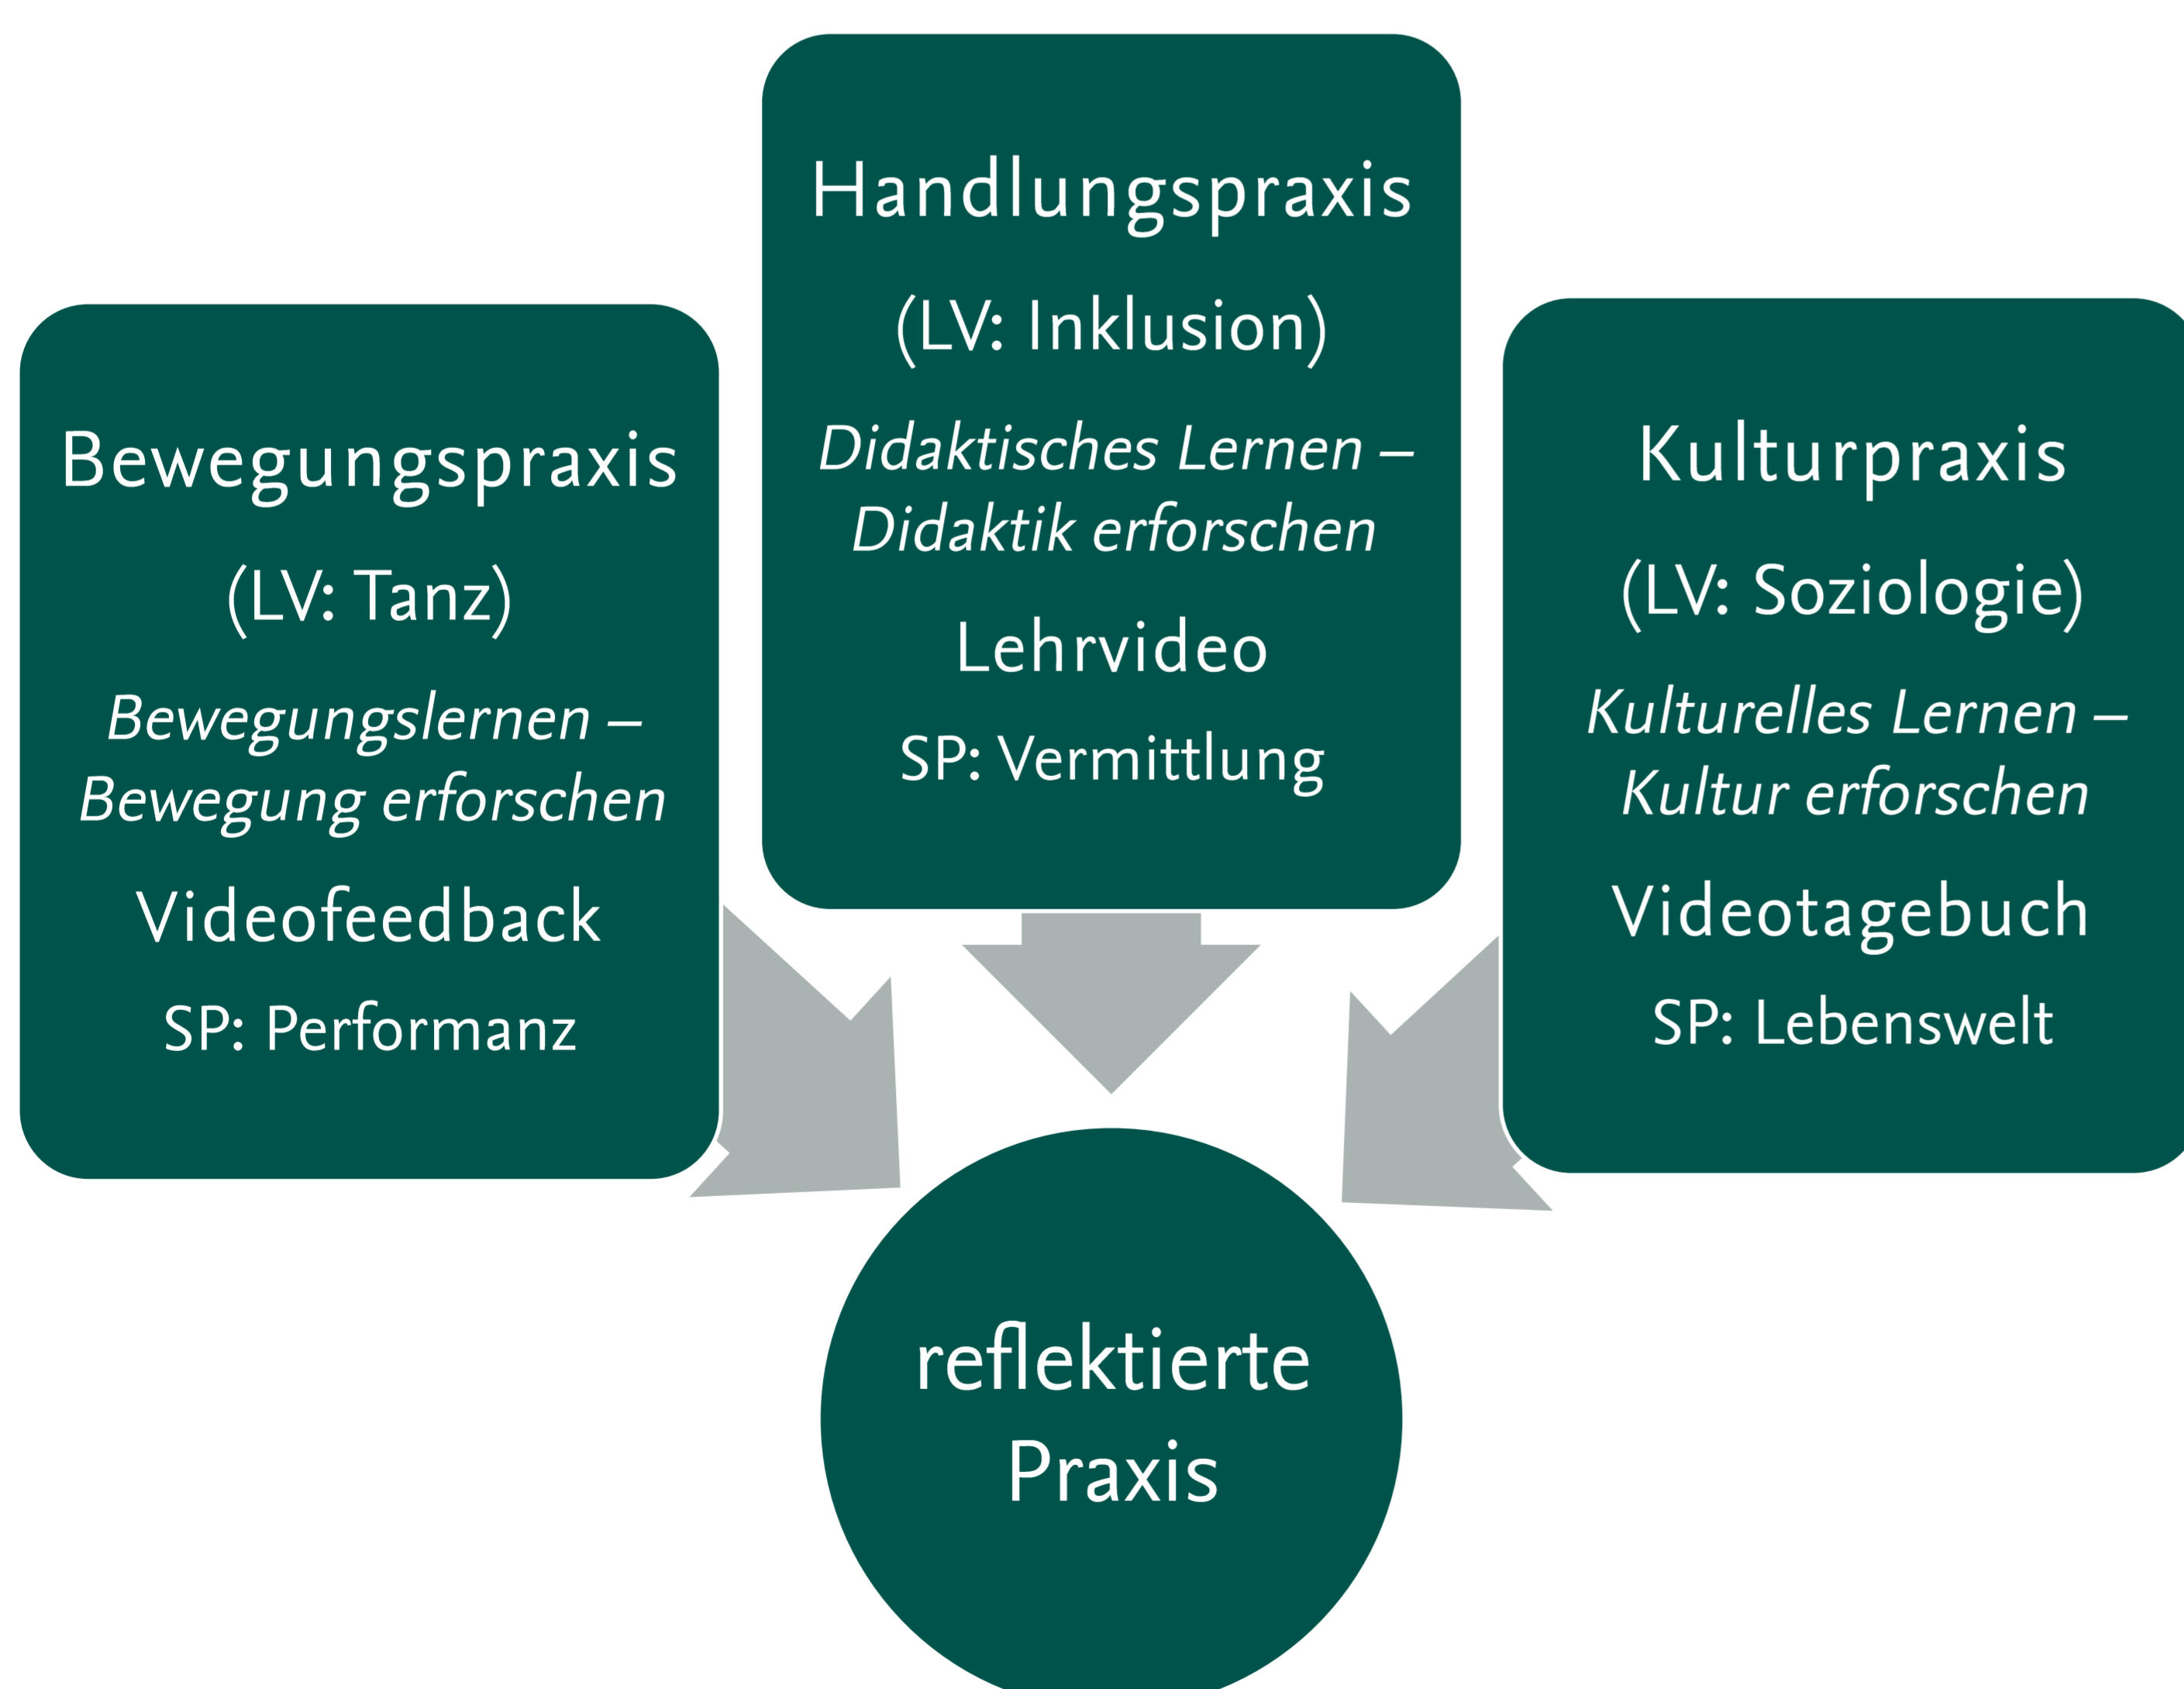 Bewegungspraxis
(LV: Tanz)
Bewegungslernen –
Bewegung erforschen
Videofeedback
SP: Performanz
Handlungspraxis
(LV: Inklusion)
Didaktisches Lernen –
Didaktik erforschen
Lehrvideo
SP: Vermittlung
Kulturpraxis
(LV: Soziologie)
Kulturelles Lernen –
Kultur erforschen
Videotagebuch
SP: Lebenswelt
reflektierte
Praxis